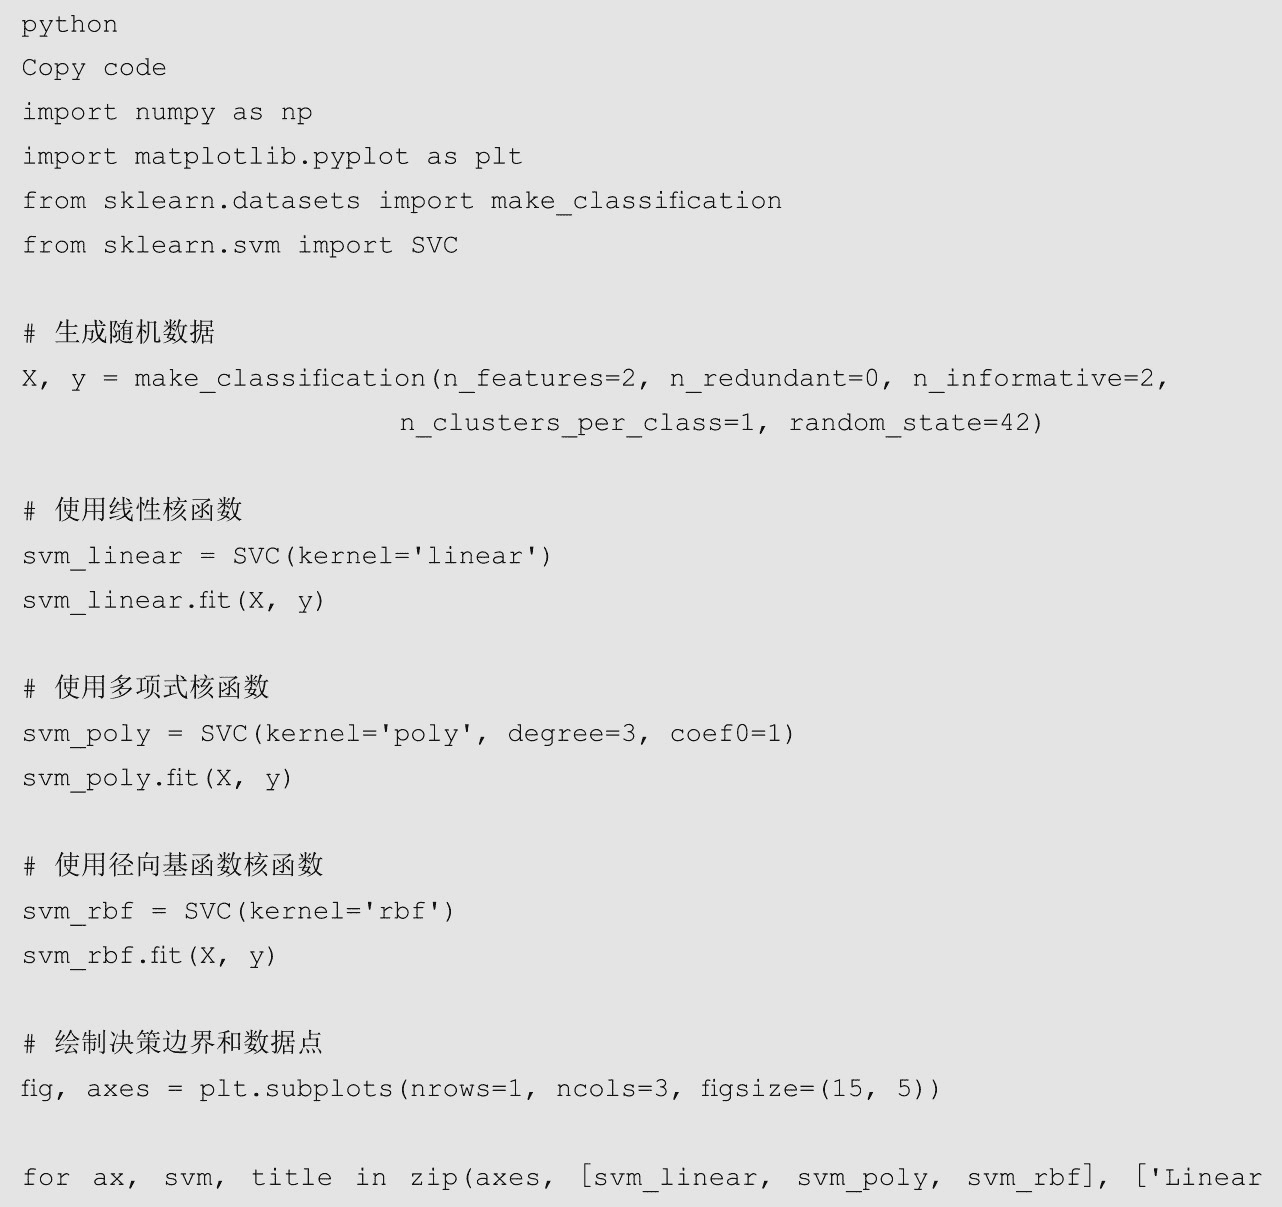 python
Copy code
import numpy as np
import matplotlib.pyplot as plt
from sklearn.datasets import make_classification
from sklearn.svm import SVC
# 生成随机数据
X, y = make_classification(n_features=2, n_redundant=0, n_informative=2,
n_clusters_per_class=1, random_state=42)
# 使用线性核函数
svm_linear = SVC(kernel='linear')
svm_linear.fit(X, y)
# 使用多项式核函数
svm_poly = SVC(kernel='poly', degree=3, coef0=1)
svm_poly.fit(X, y)
# 使用径向基函数核函数
svm_rbf = SVC(kernel='rbf')
svm_rbf.fit(X, y)
# 绘制决策边界和数据点
fig, axes = plt.subplots(nrows=1, ncols=3, figsize=(15, 5))
for ax, svm, title in zip(axes, [svm_linear, svm_poly, svm_rbf], ['Linear